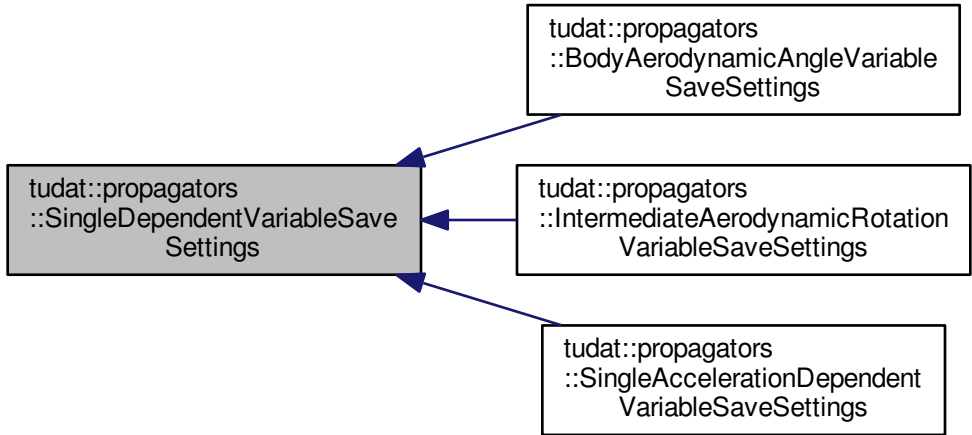 tudat::propagators
::BodyAerodynamicAngleVariable
SaveSettings
tudat::propagators
::SingleDependentVariableSave
Settings
tudat::propagators
::IntermediateAerodynamicRotation
VariableSaveSettings
tudat::propagators
::SingleAccelerationDependent
VariableSaveSettings